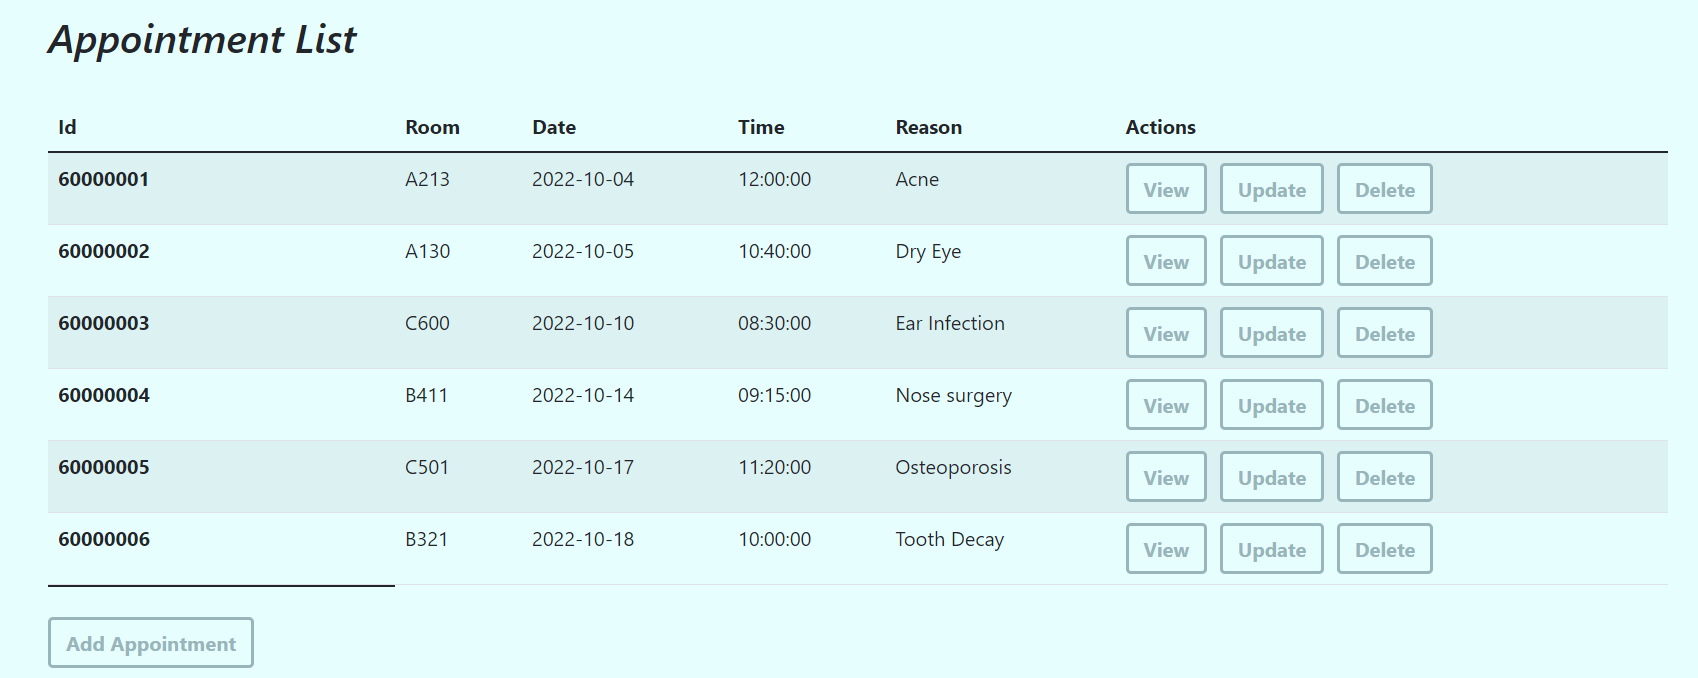 Appointment List
Id Room Date Time Reason Actions
60000001 A213 2022-10-04 12:00:00 Acne View Update Delete
60000002 A130 2022-10-05 10:40:00 Dry Eye View Update Delete
60000003 C600 2022-10-10 08:30:00 Ear Infection View Update Delete
60000004 B411 2022-10-14 09:15:00 Nose surgery View Update Delete
60000005 C501 2022-10-17 11:20:00 Osteoporosis View Update Delete
60000006 B321 2022-10-18 10:00:00 Tooth Decay View Update Delete
Add Appointment